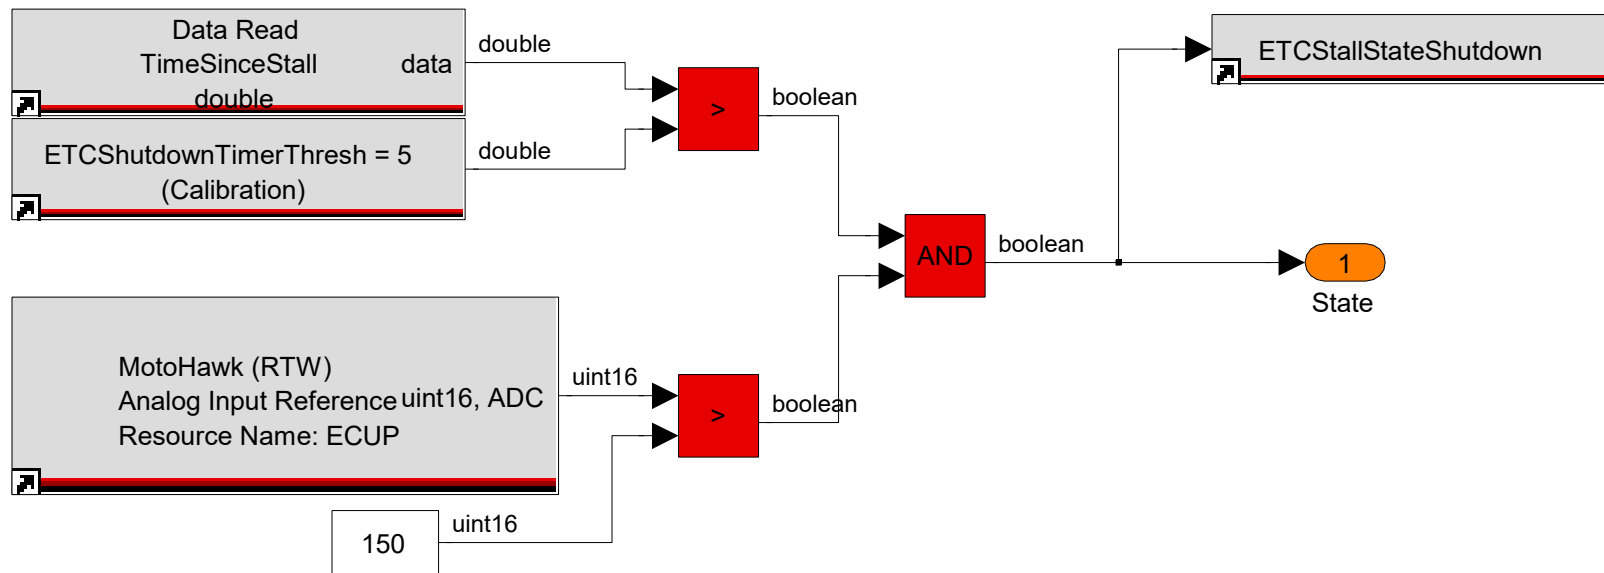 Data Read
TimeSinceStall
data
double
double
ETCShutdownTimerThresh = 5
(Calibration)
double
>
boolean
ETCStallStateShutdown
AND
boolean
1
State
MotoHawk (RTW)
Analog Input Reference
uint16, ADC
Resource Name: ECUP
uint16
>
boolean
150
uint16